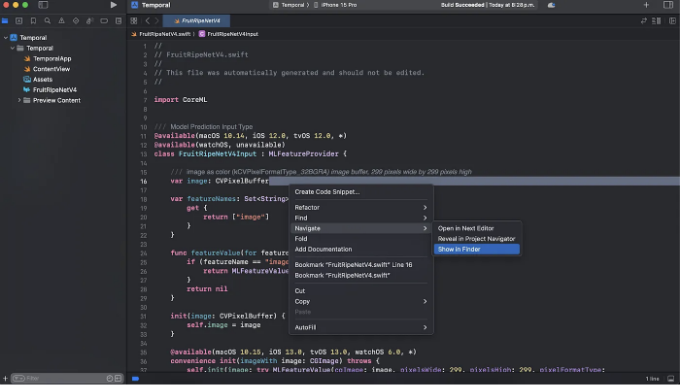 Temporal
Temporal
iPhone 15 Pro
Build Succeeded | Today at 8:28 p.m.
FruitRipeNetV4
FruitRipeNetV4.swift
FruitRipeNetV4Input
Temporal
Temporal
TemporalApp
ContentView
Assets
FruitRipeNetV4
Preview Content
1 //
2 // FruitRipeNetV4.swift
3 //
4 // This file was automatically generated and should not be edited.
5 //
6
7 import CoreML
8
9
10 /// Model Prediction Input Type
11 @available(macOS 10.14, iOS 12.0, tvOS 12.0, *)
12 @available(watchOS, unavailable)
13 class FruitRipeNetV4Input : MLFeatureProvider {
14
15 /// image as color (kCVPixelFormatType_32BGRA) image buffer, 299 pixels wide by 299 pixels high
16 var image: CVPixelBuffer
17
18 var featureNames: Set<String>
19 get {
20 return ["image"]
21 }
22 }
23
24 func featureValue(for featu
25 if (featureName == "image
26 return MLFeatureValue
27 }
28 return nil
29 }
30
31 init(image: CVPixelBuffer) {
32 self.image = image
33 }
34
35 @available(macOS 10.15, iOS 13.0, tvOS 13.0, watchOS 6.0, *)
36 convenience init(imageWith image: CGImage) throws {
37 self.init(image: try MLFeatureValue(cgImage: image, pixelsWide: 299, pixelsHigh: 299, pixelFormatType:
Create Code Snippet...
Refactor
Find
Navigate
Fold
Add Documentation
Bookmark "FruitRipeNetV4.swift" Line 16
Bookmark "FruitRipeNetV4.swift"
Cut
Copy
Paste
AutoFill
Open in Next Editor
Reveal in Project Navigator
Show in Finder
Filter
1 line